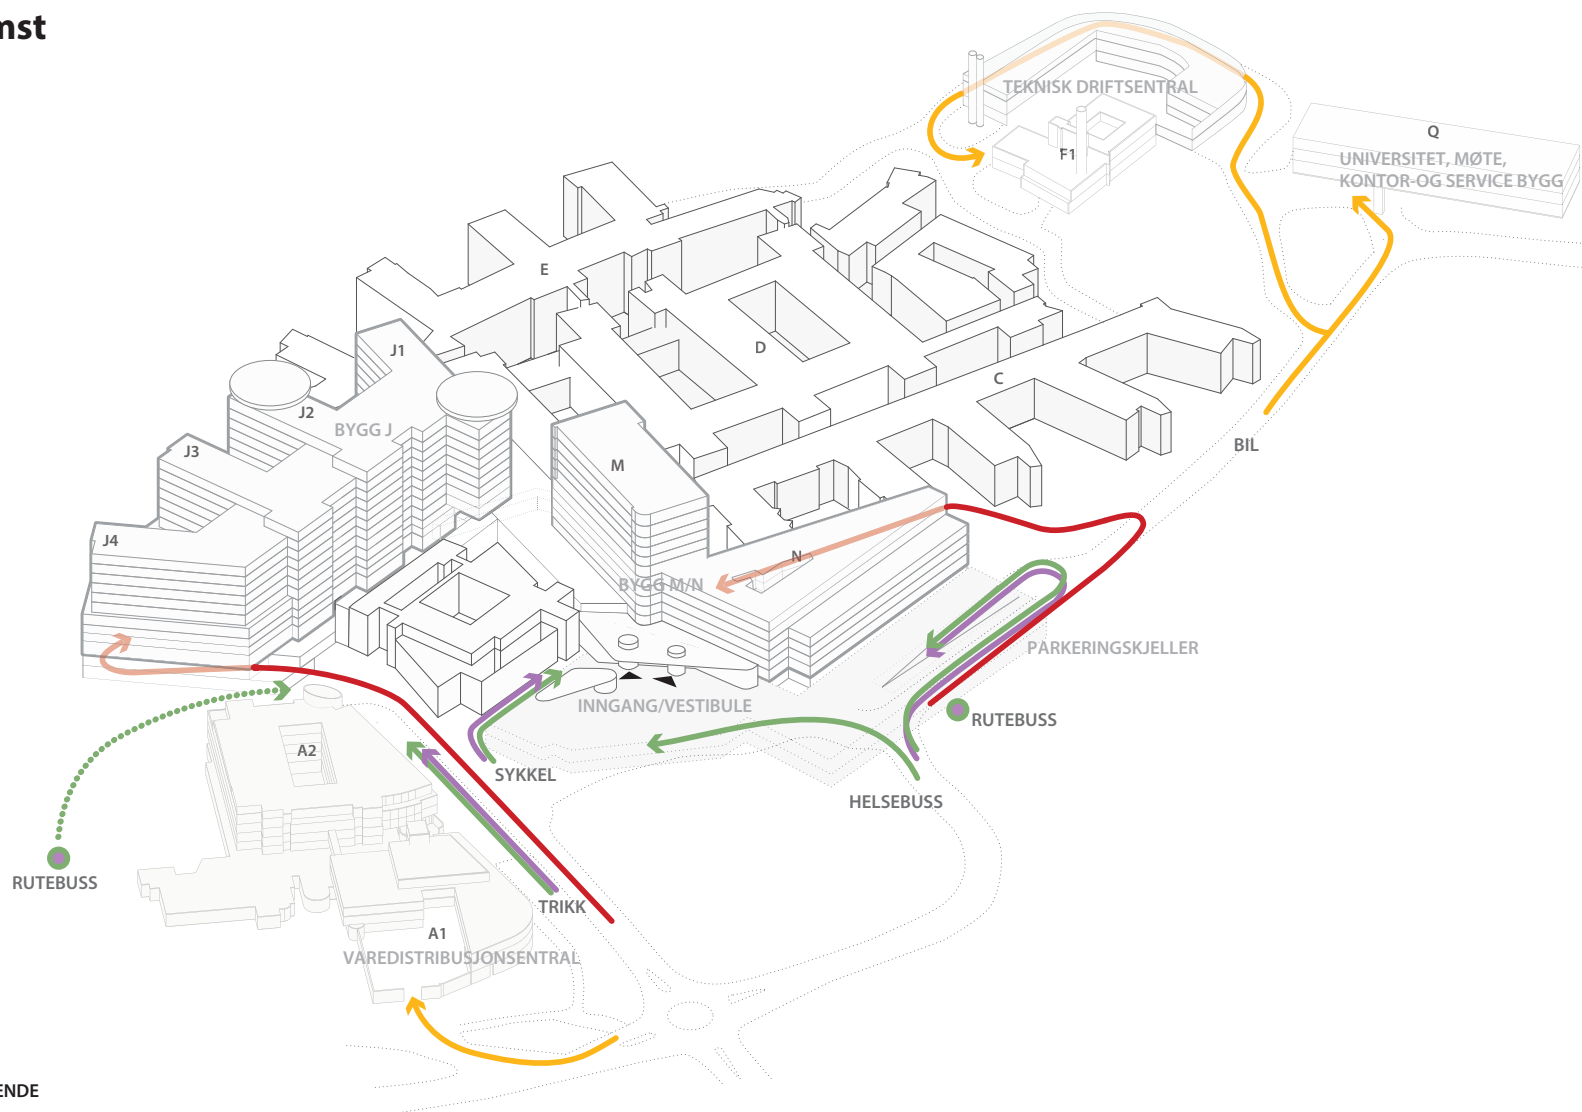 mst
TEKNISK DRIFTSENTRAL
F1
Q
UNIVERSITET, MØTE,
KONTOR-OG SERVICE BYGG
E
J1
D
C
J2
BYGG J
J3
M
BIL
J4
N
BYGG M/N
PARKERINGSKJELLER
INNGANG/VESTIBULE
RUTEBUSS
A2
SYKKEL
HELSEBUSS
RUTEBUSS
TRIKK
A1
VAREDISTRIBUSJONSENTRAL
ENDE